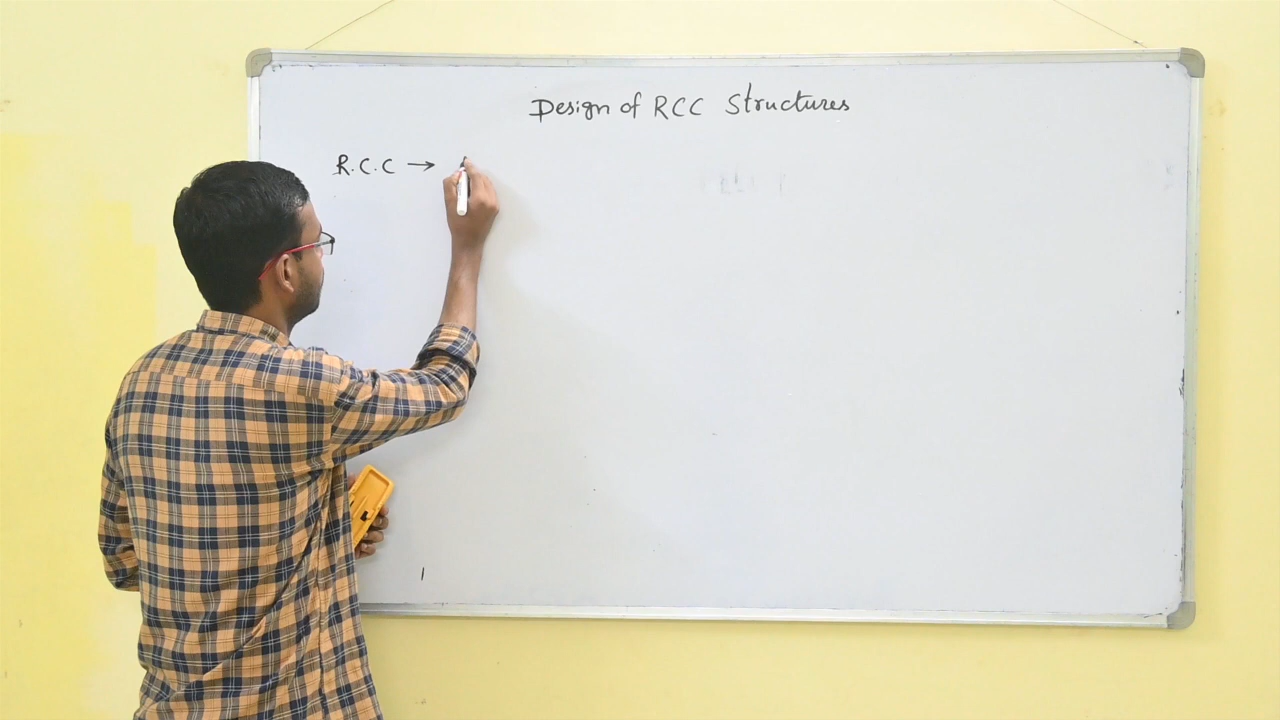 Design of RCC Structures
R.C.C →